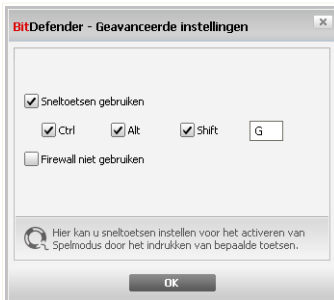 BitDefender - Geavanceerde instellingen
Sneltoetsen gebruiken
Ctrl Alt Shift G
Firewall niet gebruiken
Hier kan u sneltoetsen instellen voor het activeren van
Spelmodus door het indrukken van bepaalde toetsen.
OK